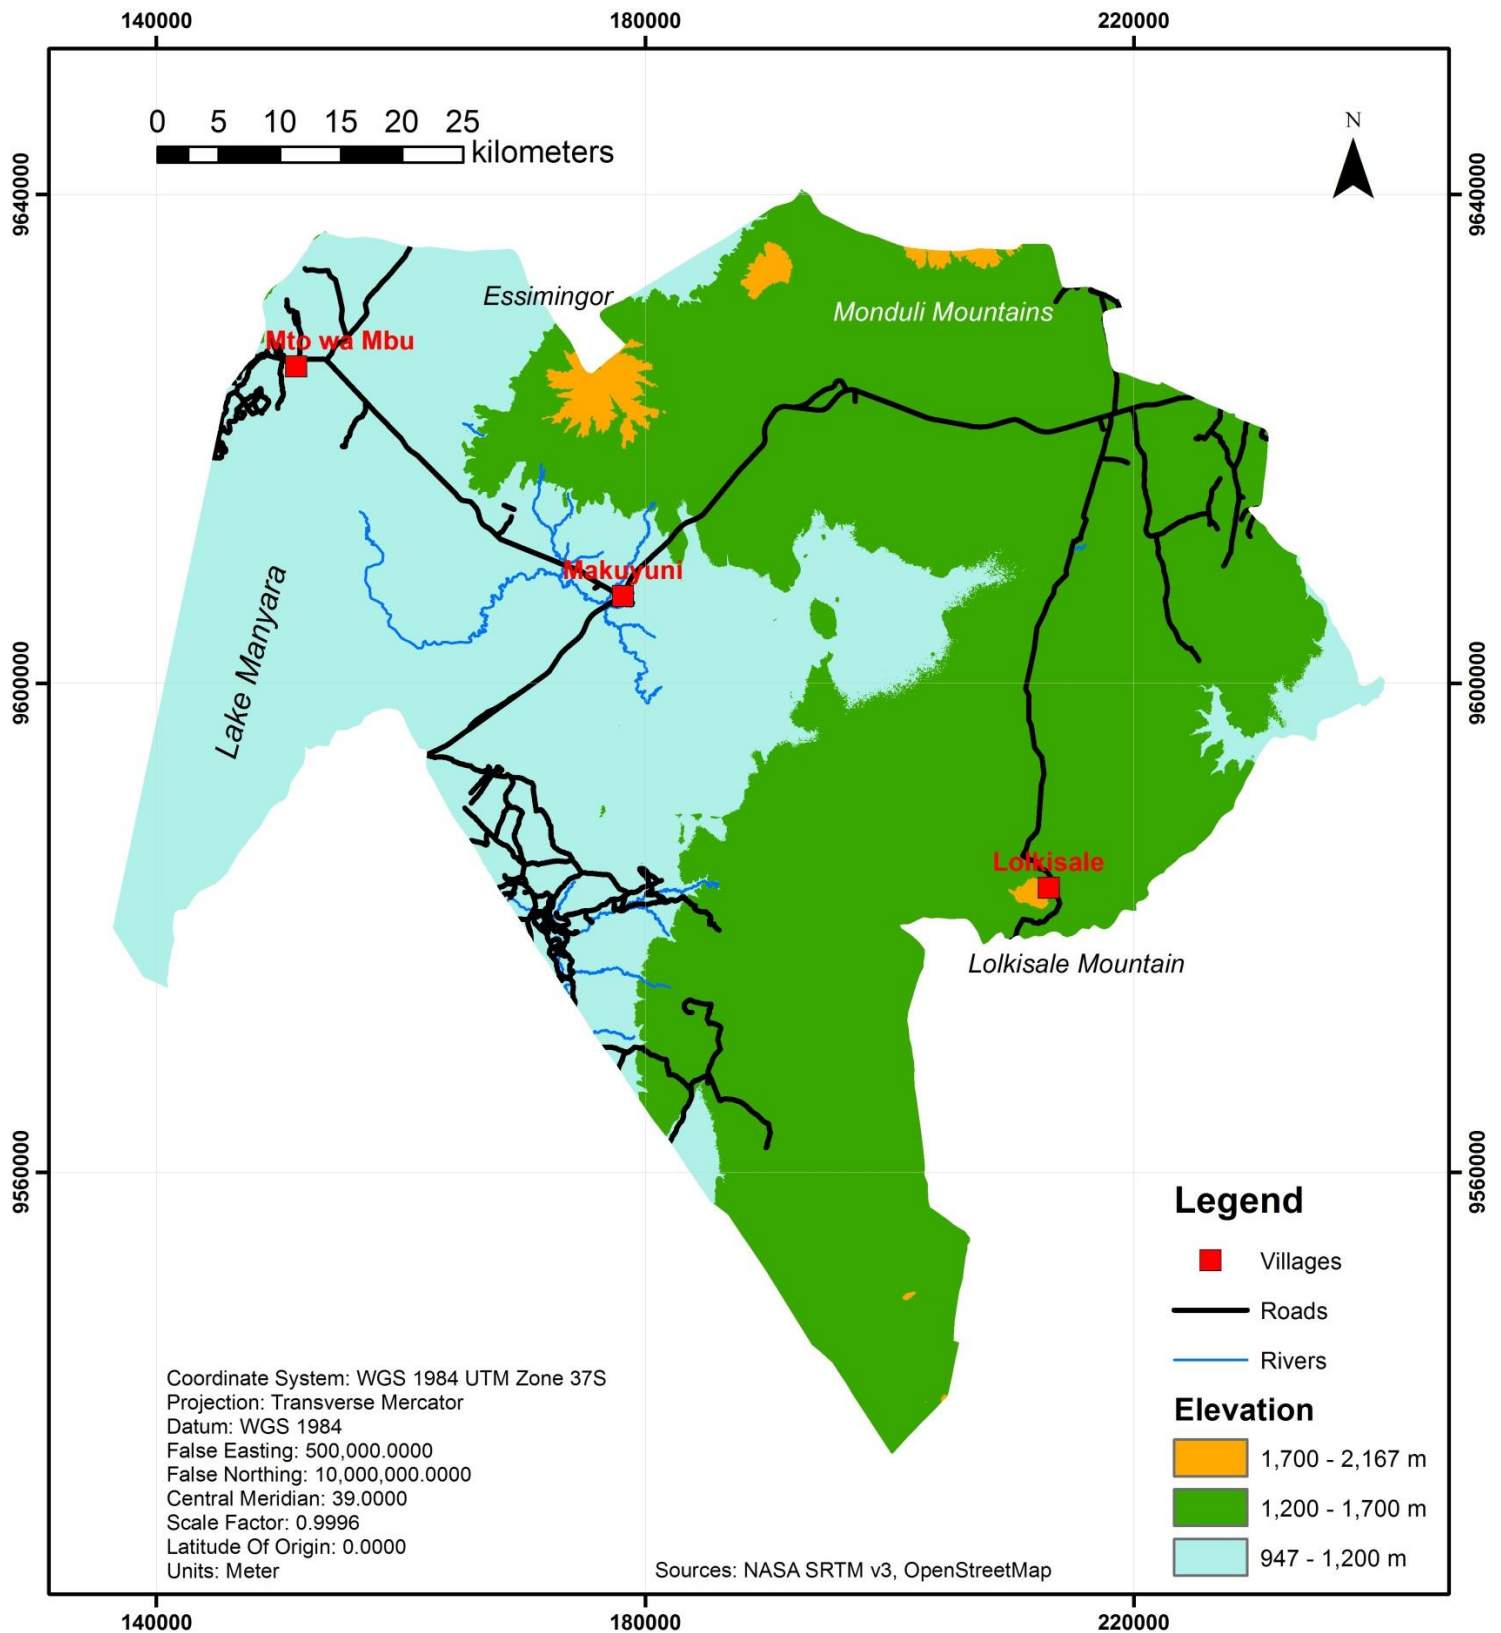 140000 180000 220000
0 5 10 15 20 25
kilometers
N
9640000 9640000
Essimingor
Monduli Mountains
Mto wa Mbu
Makuyuni
Lake Manyara
9600000 9600000
Lolkisale
Lolkisale Mountain
9560000 9560000
Legend
Villages
Roads
Rivers
Elevation
1,700 - 2,167 m
1,200 - 1,700 m
947 - 1,200 m
Coordinate System: WGS 1984 UTM Zone 37S
Projection: Transverse Mercator
Datum: WGS 1984
False Easting: 500,000.0000
False Northing: 10,000,000.0000
Central Meridian: 39.0000
Scale Factor: 0.9996
Latitude Of Origin: 0.0000
Units: Meter
Sources: NASA SRTM v3, OpenStreetMap
140000 180000 220000